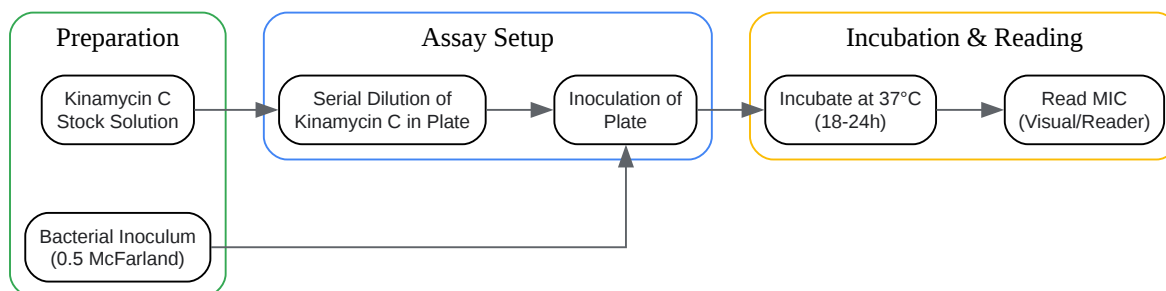 Preparation
Assay Setup
Incubation & Reading
Kinamycin C
Stock Solution
Serial Dilution of
Kinamycin C in Plate
Inoculation of
Plate
Incubate at 37°C
(18-24h)
Read MIC
(Visual/Reader)
Bacterial Inoculum
(0.5 McFarland)